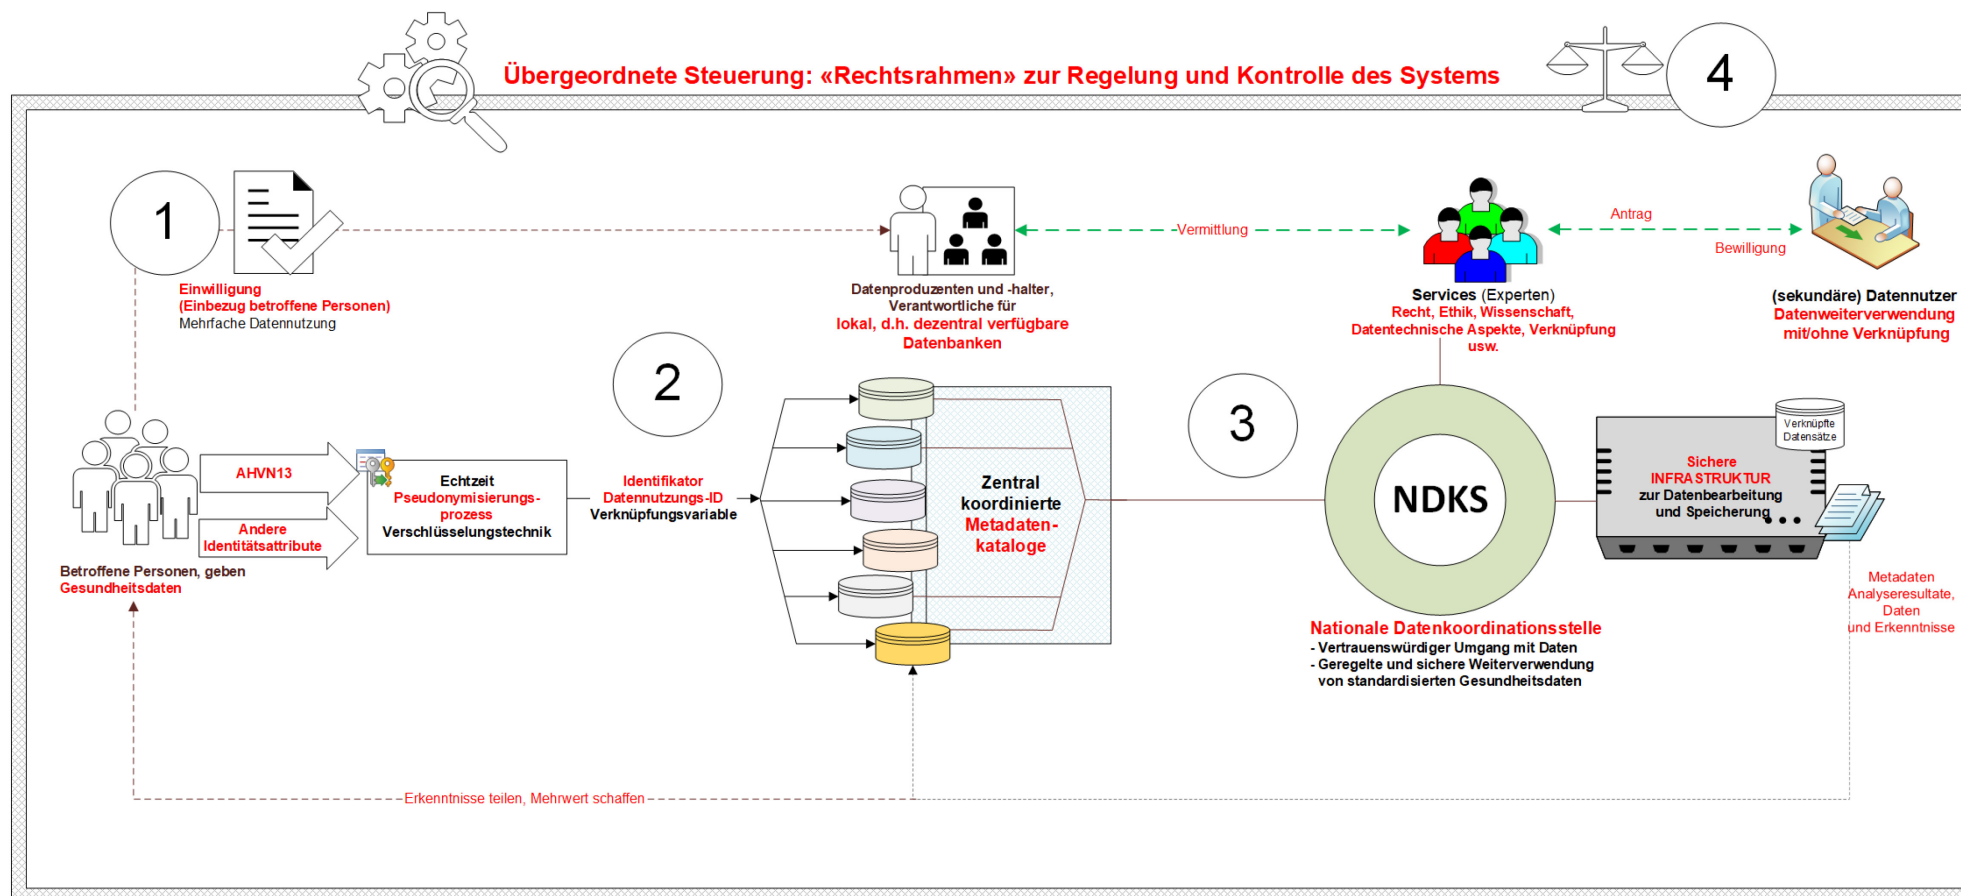 Übergeordnete Steuerung: «Rechtsrahmen» zur Regelung und Kontrolle des Systems
4
1
Einwilligung
(Einbezug betroffene Personen)
Mehrfache Datennutzung
Datenproduzenten und -halter,
Verantwortliche für
lokal, d.h. dezentral verfügbare
Datenbanken
Vermittlung
Services (Experten)
Recht, Ethik, Wissenschaft,
Datentechnische Aspekte, Verknüpfung
usw.
Antrag
Bewilligung
(sekundäre) Datennutzer
Datenweiterverwendung
mit/ohne Verknüpfung
2
3
AHVN13
Andere
Identitätsattribute
Betroffene Personen, geben
Gesundheitsdaten
Echtzeit
Pseudonymisierungs-
prozess
Verschlüsselungstechnik
Identifikator
Datennutzungs-ID
Verknüpfungsvariable
Zentral
koordinierte
Metadaten-
kataloge
NDKS
Nationale Datenkoordinationsstelle
- Vertrauenswürdiger Umgang mit Daten
- Geregelte und sichere Weiterverwendung
von standardisierten Gesundheitsdaten
Verknüpfte
Datensätze
Sichere
INFRASTRUKTUR
zur Datenbearbeitung
und Speicherung
Metadaten
Analyseresultate,
Daten
und Erkenntnisse
Erkenntnisse teilen, Mehrwert schaffen